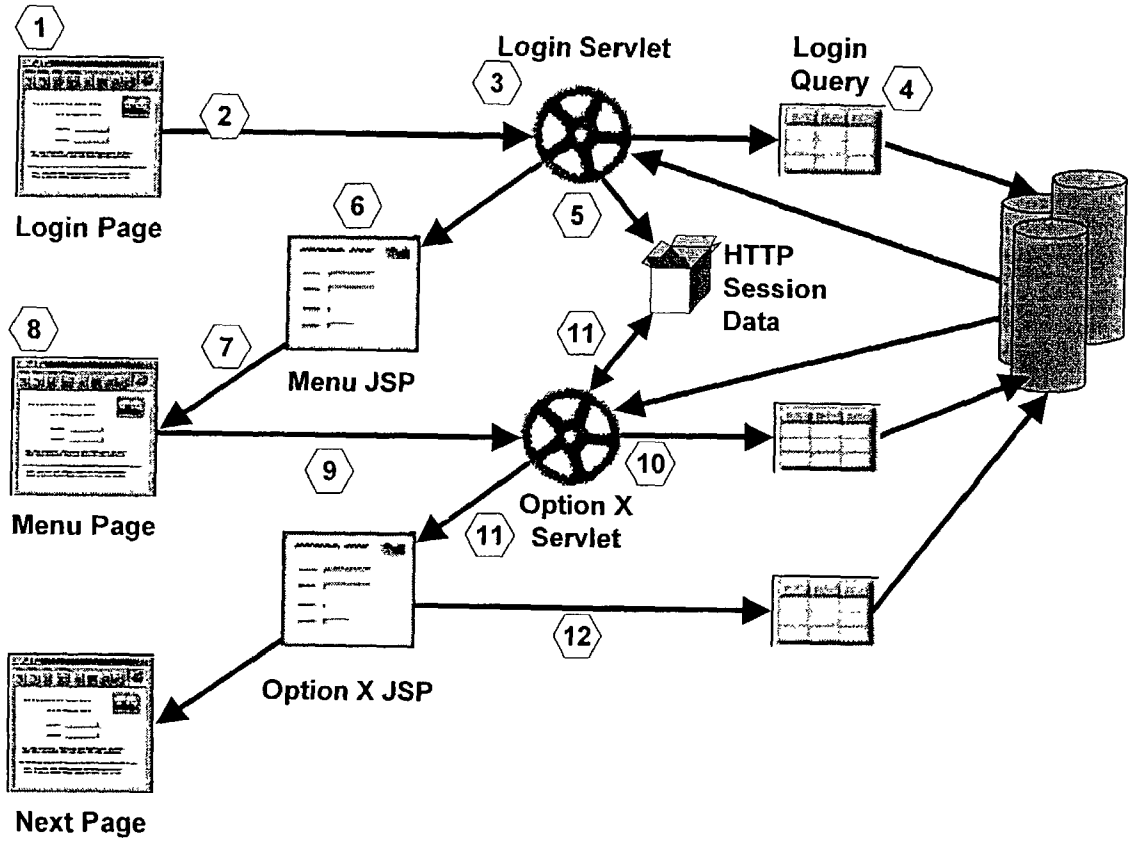 1
Login Servlet
Login
Query
3
4
2
Login Page
6
5
HTTP
Session
Data
8
7
11
Menu JSP
9
10
Option X
Servlet
Menu Page
11
12
Option X JSP
Next Page